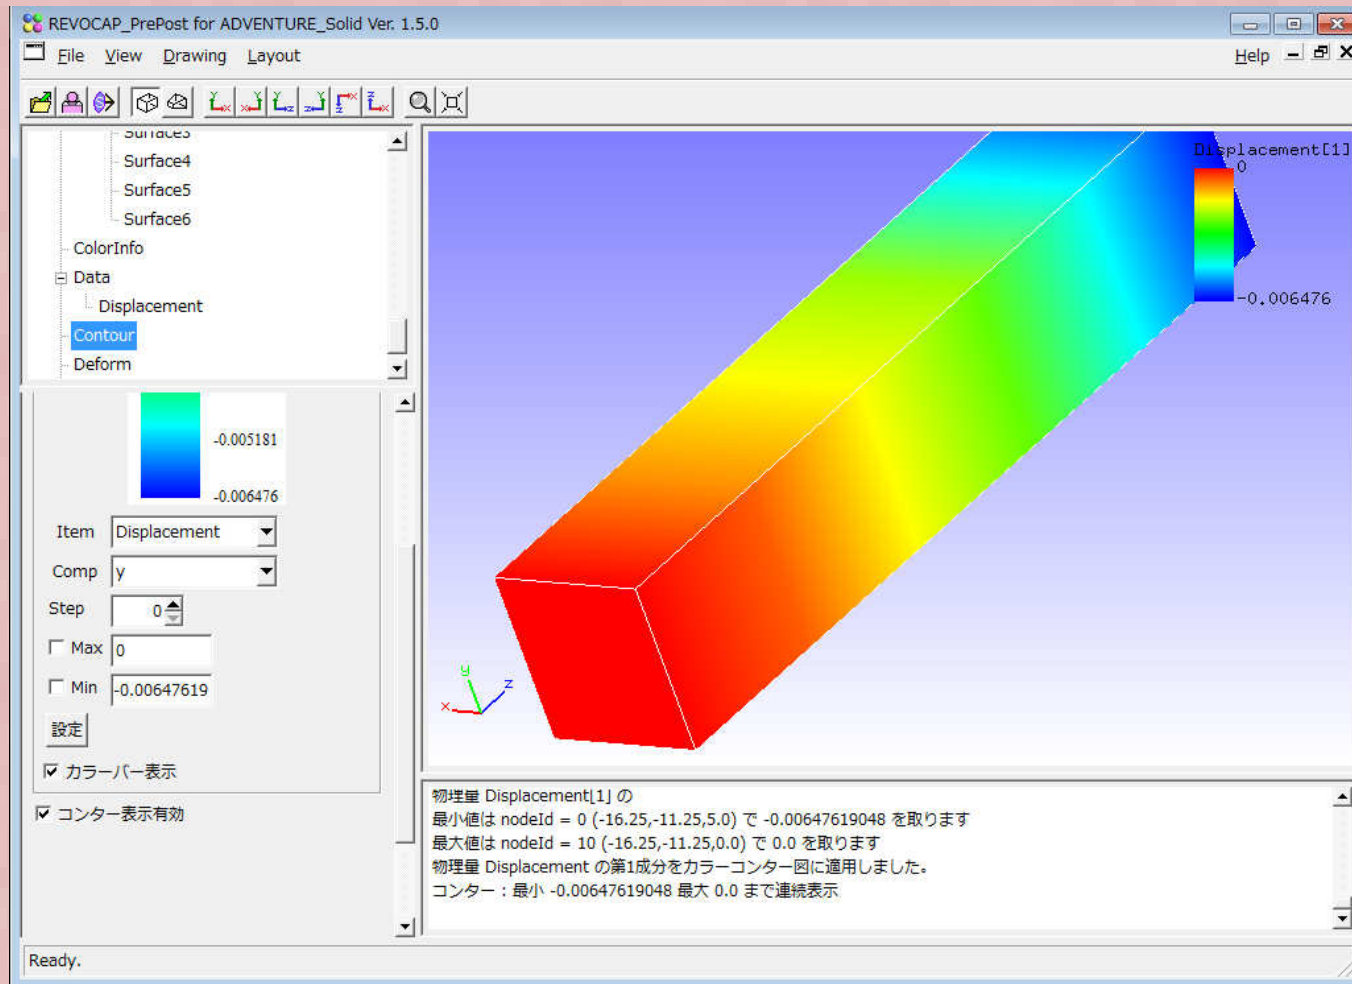 REVOCAP_PrePost for ADVENTURE_Solid Ver. 1.5.0
File View Drawing Layout Help
Surface3
Surface4
Surface5
Surface6
ColorInfo
Data
Displacement
Contour
Deform
-0.005181
-0.006476
Item Displacement
Comp y
Step 0
Max 0
Min -0.00647619
設定
カラーバー表示
コンター表示有効
Displacement[1]
0
-0.006476
y
z
x
物理量 Displacement[1] の
最小値は nodeId = 0 (-16.25,-11.25,5.0) で -0.00647619048 を取ります
最大値は nodeId = 10 (-16.25,-11.25,0.0) で 0.0 を取ります
物理量 Displacement の第1成分をカラーコンター図に適用しました。
コンター：最小 -0.00647619048 最大 0.0 まで連続表示
Ready.